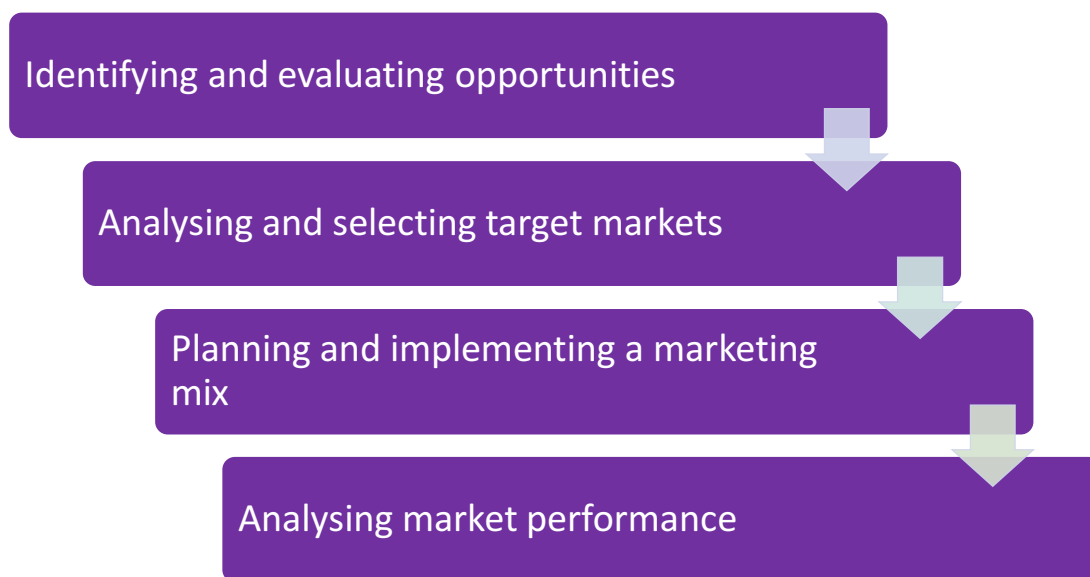 Identifying and evaluating opportunities
Analysing and selecting target markets
Planning and implementing a marketing
mix
Analysing market performance